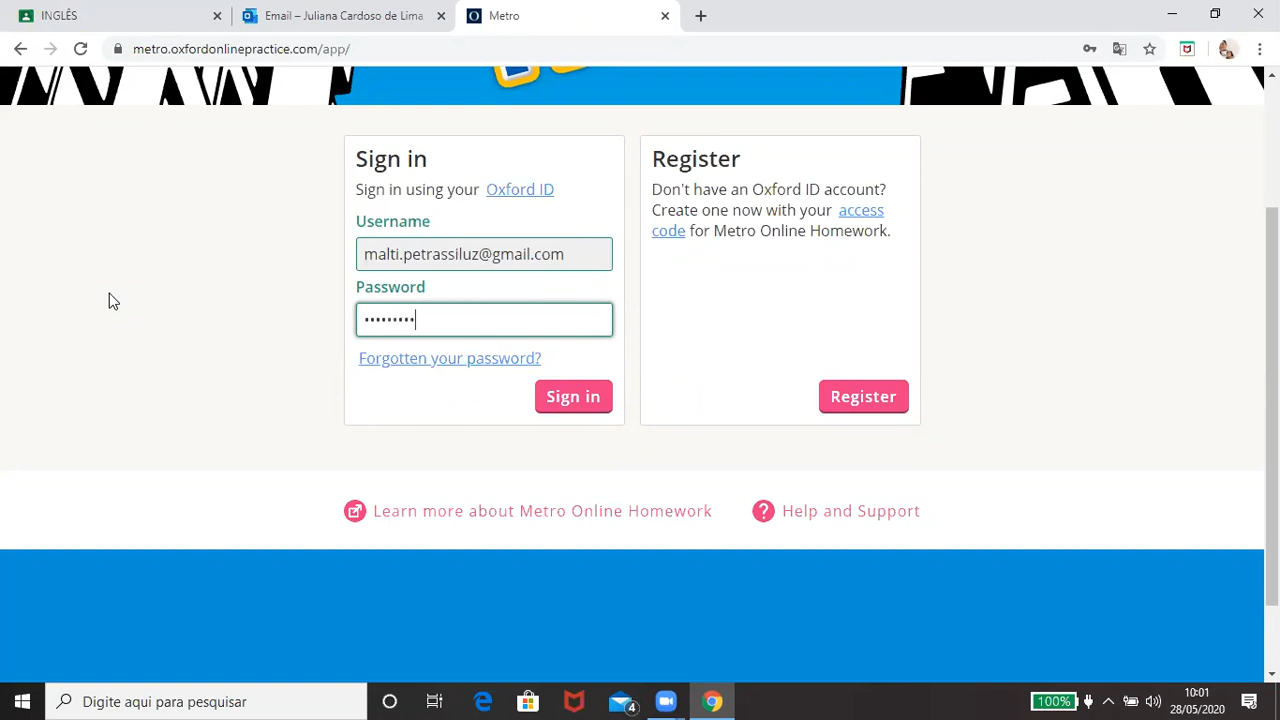 INGLÊS
Email – Juliana Cardoso de Lima
Metro
metro.oxfordonlinepractice.com/app/
Sign in
Sign in using your Oxford ID
Username
malti.petrassiluz@gmail.com
Password
•••••••••
Forgotten your password?
Sign in
Register
Don't have an Oxford ID account?
Create one now with your access
code for Metro Online Homework.
Register
Learn more about Metro Online Homework
Help and Support
Digite aqui para pesquisar
4
100%
10:01
28/05/2020